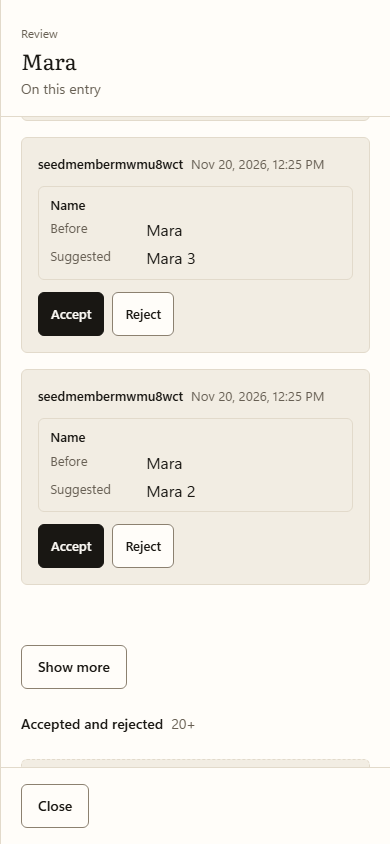 Review
Mara
On this entry
seedmembermwmu8wct Nov 20, 2026, 12:25 PM
Name
Before Mara
Suggested Mara 3
Accept Reject
seedmembermwmu8wct Nov 20, 2026, 12:25 PM
Name
Before Mara
Suggested Mara 2
Accept Reject
Show more
Accepted and rejected 20+
Close